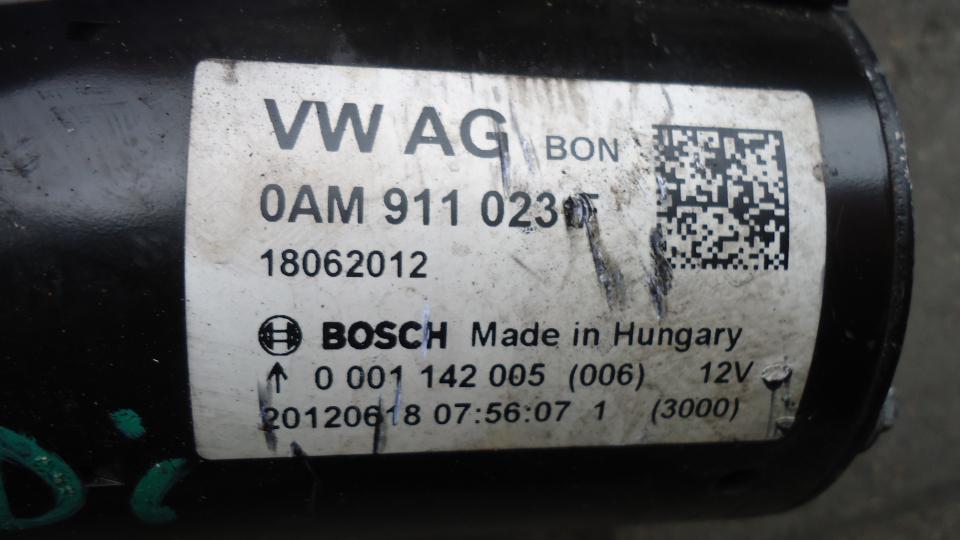 VW AG BON
0AM 911 023
18062012
BOSCH Made in Hungary
↑ 0 001 142 005 (006) 12V
20120618 07:56:07 1 (3000)